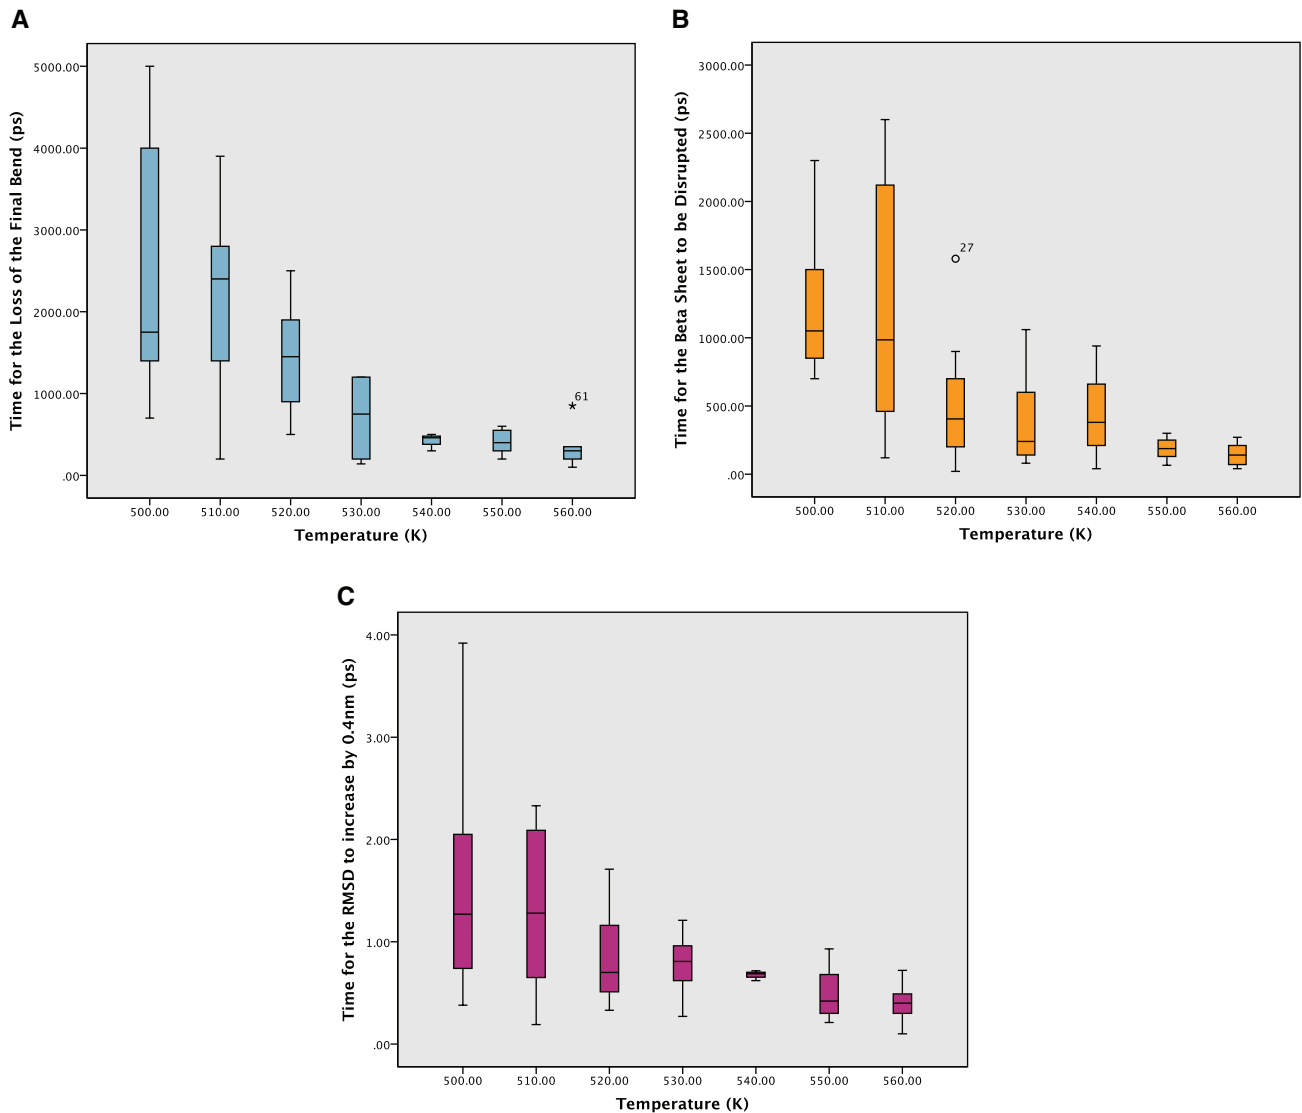 A
Time for the Loss of the Final Bend (ps)
5000.00
4000.00
3000.00
2000.00
1000.00
.00
61
500.00 510.00 520.00 530.00 540.00 550.00 560.00
Temperature (K)
B
Time for the Beta Sheet to be Disrupted (ps)
3000.00
2500.00
2000.00
1500.00
1000.00
500.00
.00
27
500.00 510.00 520.00 530.00 540.00 550.00 560.00
Temperature (K)
C
Time for the RMSD to increase by 0.4nm (ps)
4.00
3.00
2.00
1.00
.00
500.00 510.00 520.00 530.00 540.00 550.00 560.00
Temperature (K)